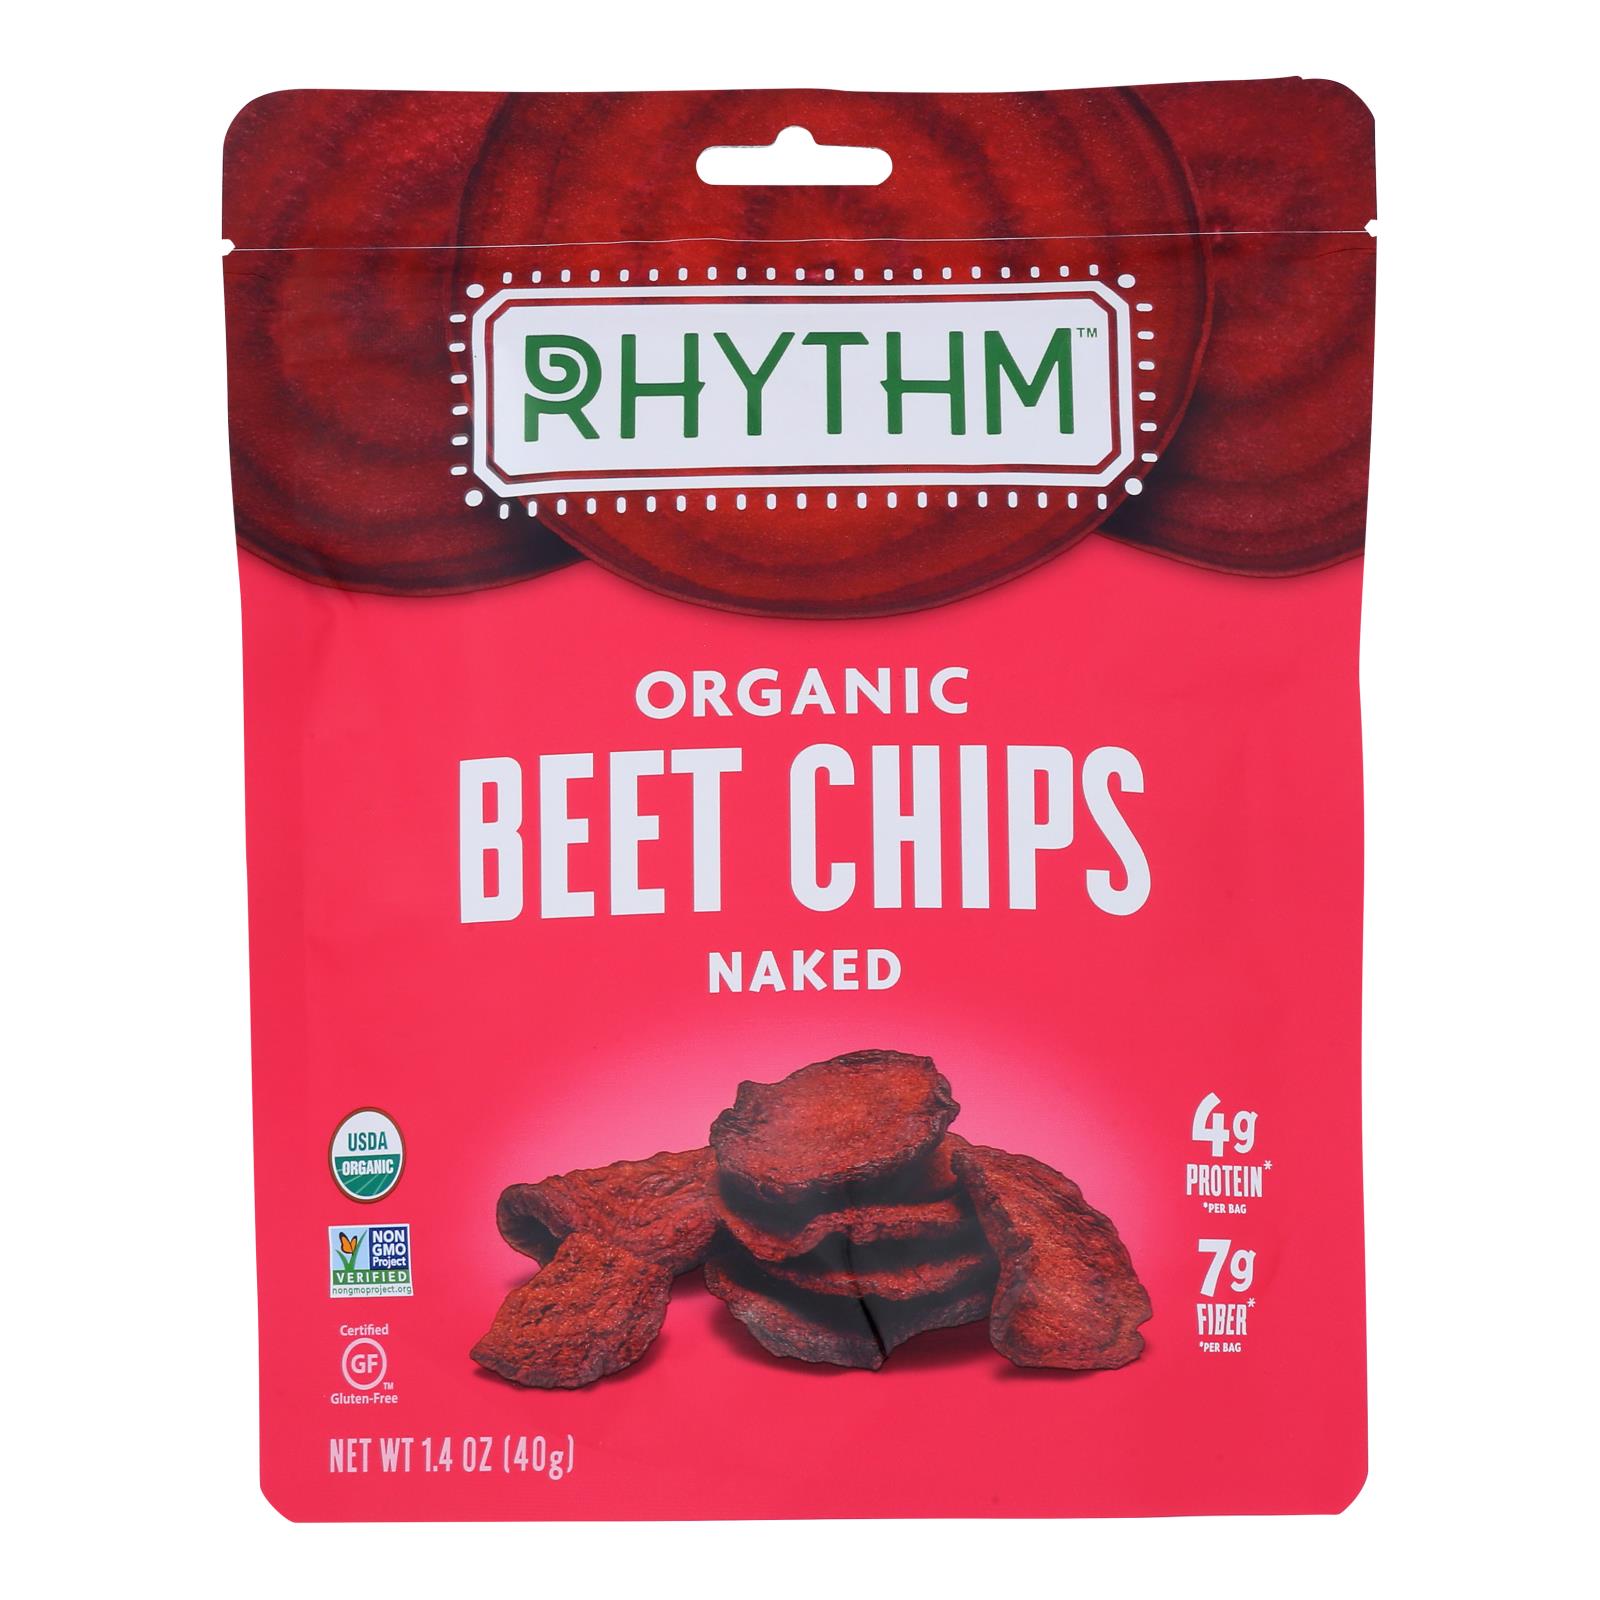 RHYTHM™
ORGANIC
BEET CHIPS
NAKED
USDA
ORGANIC
NON
GMO
Project
VERIFIED
nongmoproject.org
Certified
GF
TM
Gluten-Free
NET WT 1.4 OZ (40g)
4g
PROTEIN*
*PER BAG
7g
FIBER*
*PER BAG